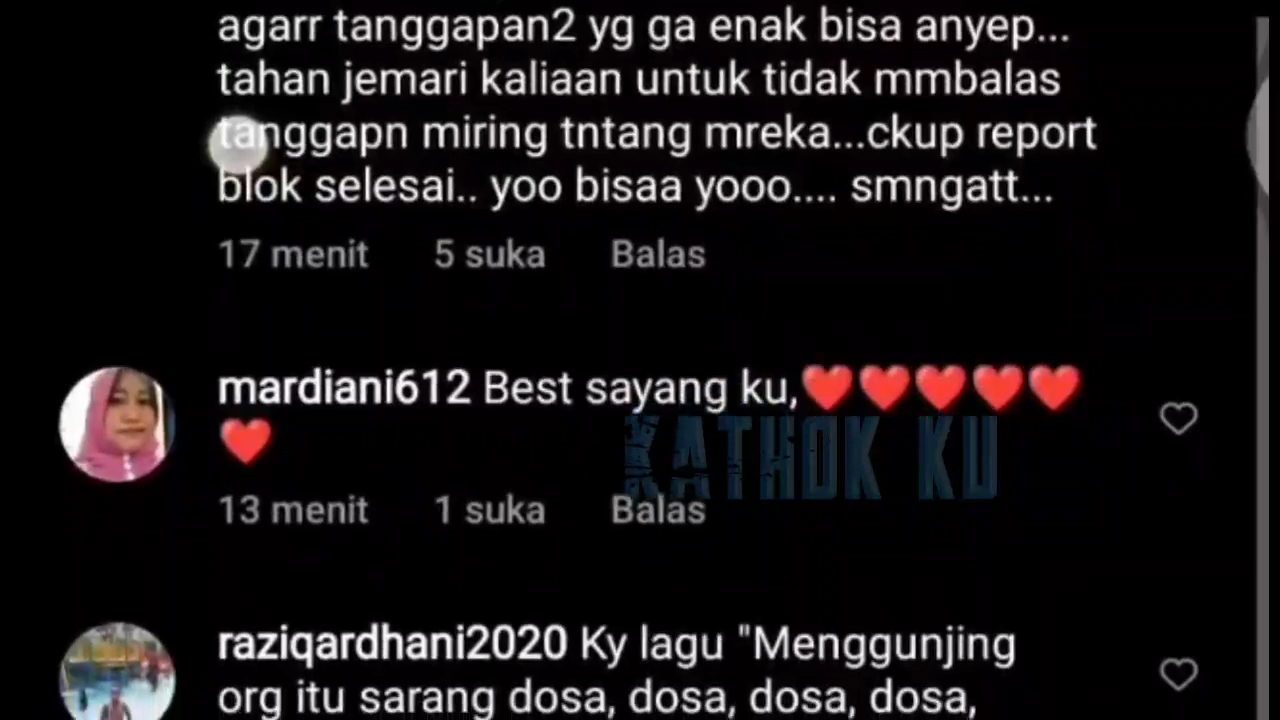 agarr tanggapan2 yg ga enak bisa anyep...
tahan jemari kaliaan untuk tidak mmbalas
tanggapn miring tntang mreka...ckup report
blok selesai.. yoo bisaa yooo.... smngatt...
17 menit 5 suka Balas
mardiani612 Best sayang ku,❤️❤️❤️❤️❤️
❤️
KATHOK KU
13 menit 1 suka Balas
raziqardhani2020 Ky lagu "Menggunjing
org itu sarang dosa, dosa, dosa, dosa,